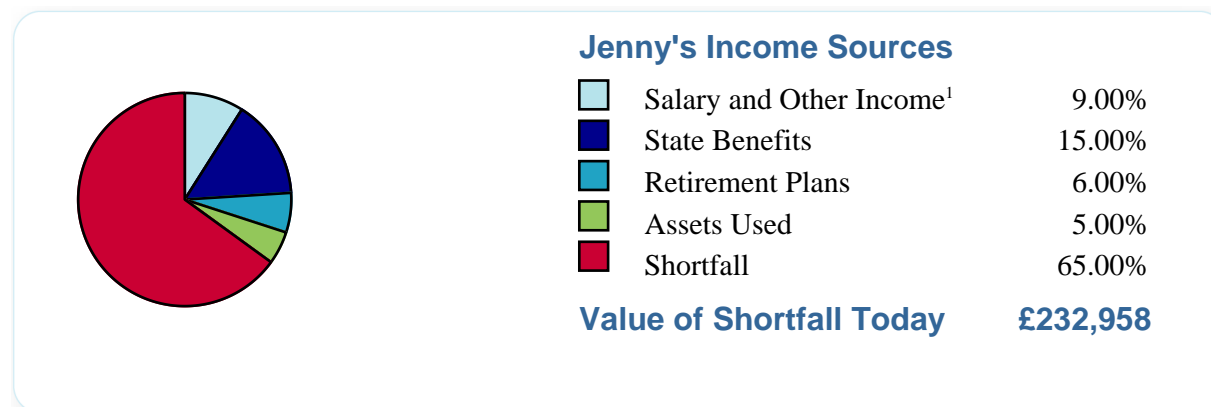 Jenny's Income Sources
Salary and Other Income¹ 9.00%
State Benefits 15.00%
Retirement Plans 6.00%
Assets Used 5.00%
Shortfall 65.00%
Value of Shortfall Today £232,958